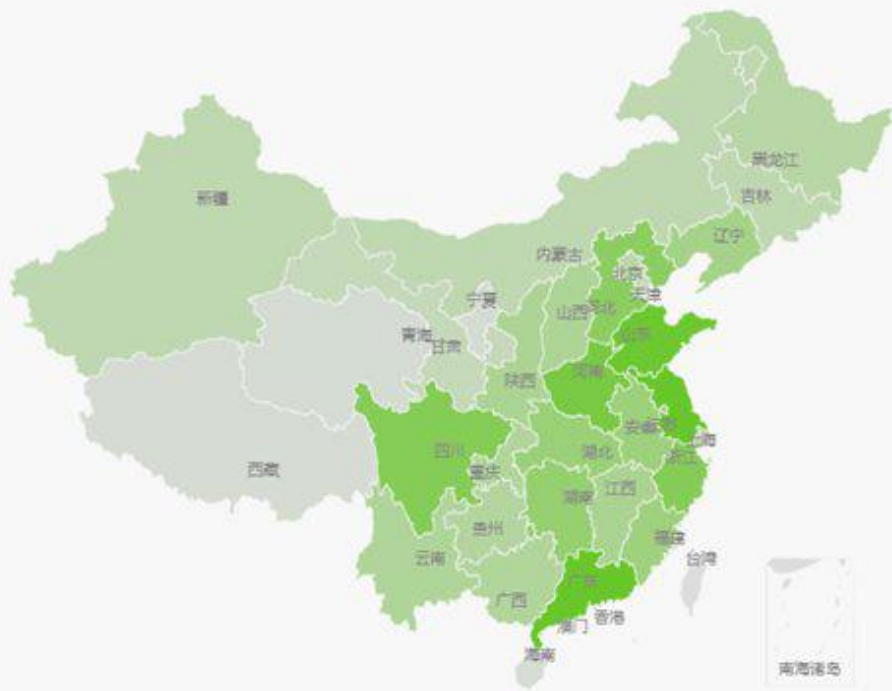 黑龙江
新疆
吉林
辽宁
内蒙古
北京
天津
宁夏
山西
河北
青海
甘肃
山东
陕西
河南
安徽
江苏
上海
四川
湖北
浙江
重庆
西藏
湖南
江西
贵州
福建
云南
台湾
广东
广西
香港
澳门
海南
南海诸岛